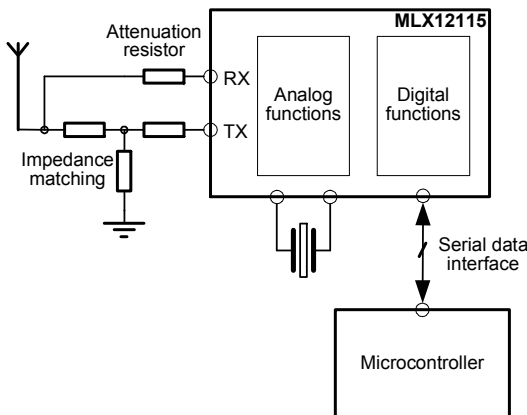 Attenuation
resistor
MLX12115
RX
TX
Analog
functions
Digital
functions
Impedance
matching
Serial data
interface
Microcontroller